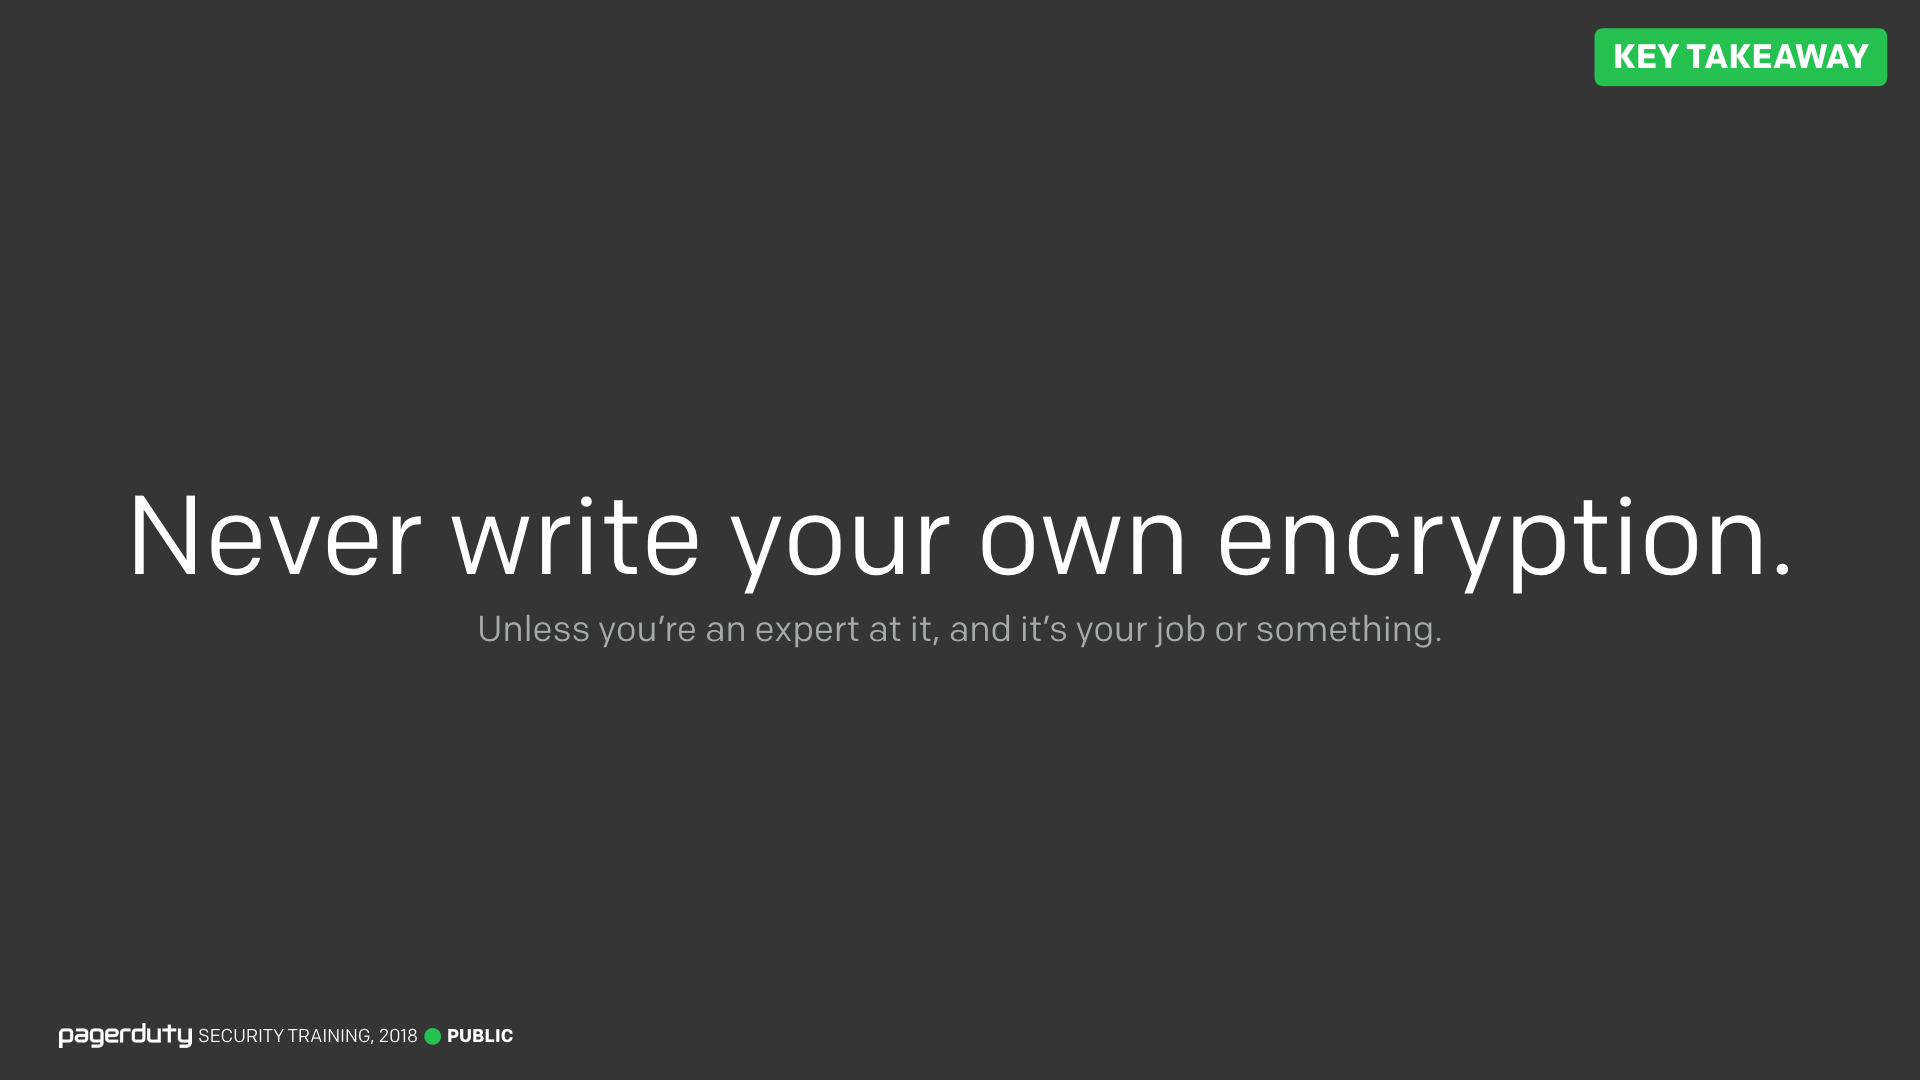 KEY TAKEAWAY
Never write your own encryption.
Unless you’re an expert at it, and it’s your job or something.
pagerduty SECURITY TRAINING, 2018 PUBLIC